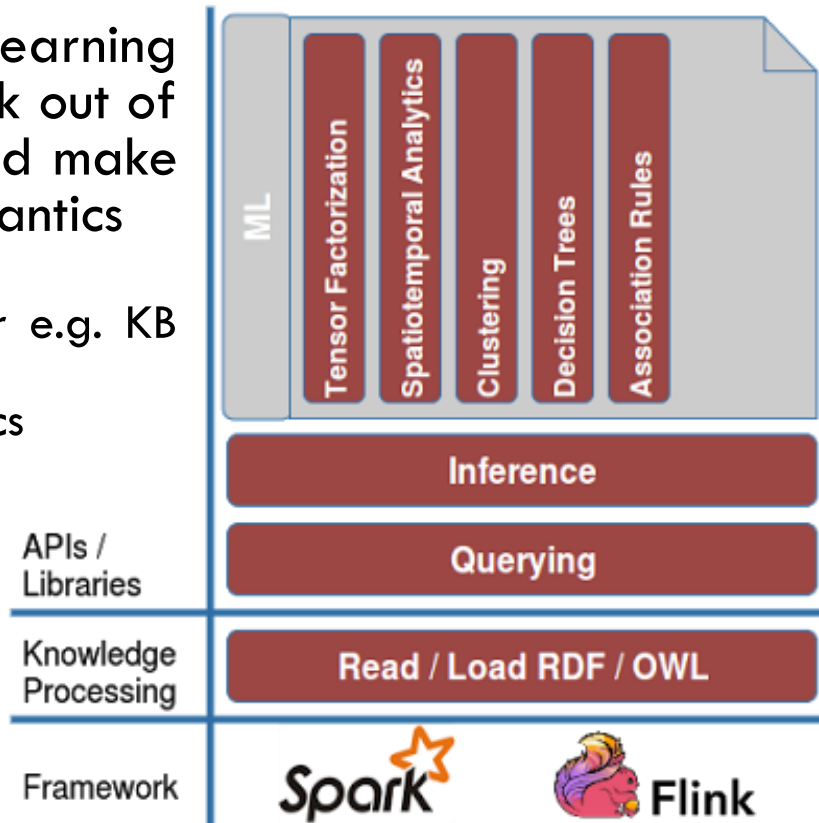 earning
k out of
d make
antics
r e.g. KB
cs
ML
Tensor Factorization
Spatiotemporal Analytics
Clustering
Decision Trees
Association Rules
Inference
APIs /
Libraries
Querying
Knowledge
Processing
Read / Load RDF / OWL
Framework
Spark
Flink